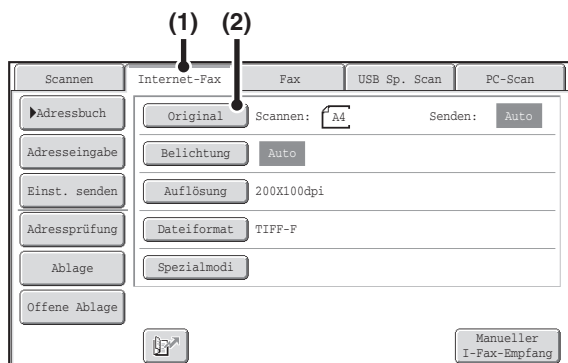 (1) (2)
Scannen Internet-Fax Fax USB Sp. Scan PC-Scan
Adressbuch Original Scannen: A4 Senden: Auto
Adresseingabe Belichtung Auto
Einst. senden Auflösung 200X100dpi
Adressprüfung Dateiformat TIFF-F
Ablage Spezialmodi
Offene Ablage
Manueller
I-Fax-Empfang